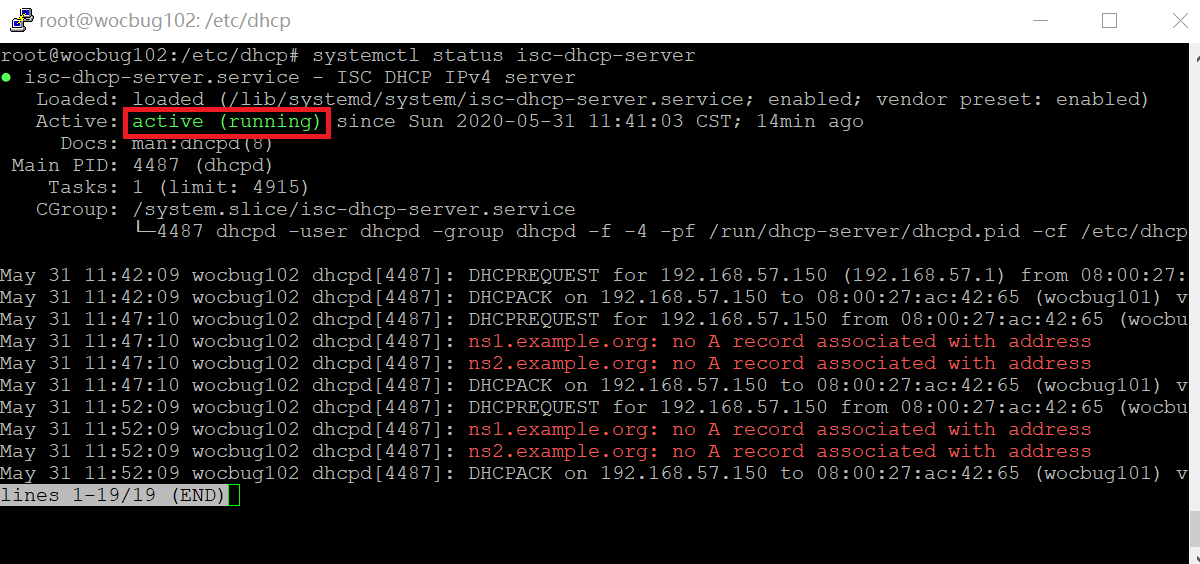 root@wocbug102: /etc/dhcp
root@wocbug102:/etc/dhcp# systemctl status isc-dhcp-server
● isc-dhcp-server.service - ISC DHCP IPv4 server
   Loaded: loaded (/lib/systemd/system/isc-dhcp-server.service; enabled; vendor preset: enabled)
   Active: active (running) since Sun 2020-05-31 11:41:03 CST; 14min ago
     Docs: man:dhcpd(8)
 Main PID: 4487 (dhcpd)
    Tasks: 1 (limit: 4915)
   CGroup: /system.slice/isc-dhcp-server.service
           └─4487 dhcpd -user dhcpd -group dhcpd -f -4 -pf /run/dhcp-server/dhcpd.pid -cf /etc/dhcp
May 31 11:42:09 wocbug102 dhcpd[4487]: DHCPREQUEST for 192.168.57.150 (192.168.57.1) from 08:00:27:
May 31 11:42:09 wocbug102 dhcpd[4487]: DHCPACK on 192.168.57.150 to 08:00:27:ac:42:65 (wocbug101) v
May 31 11:47:10 wocbug102 dhcpd[4487]: DHCPREQUEST for 192.168.57.150 from 08:00:27:ac:42:65 (wocbu
May 31 11:47:10 wocbug102 dhcpd[4487]: ns1.example.org: no A record associated with address
May 31 11:47:10 wocbug102 dhcpd[4487]: ns2.example.org: no A record associated with address
May 31 11:47:10 wocbug102 dhcpd[4487]: DHCPACK on 192.168.57.150 to 08:00:27:ac:42:65 (wocbug101) v
May 31 11:52:09 wocbug102 dhcpd[4487]: DHCPREQUEST for 192.168.57.150 from 08:00:27:ac:42:65 (wocbu
May 31 11:52:09 wocbug102 dhcpd[4487]: ns1.example.org: no A record associated with address
May 31 11:52:09 wocbug102 dhcpd[4487]: ns2.example.org: no A record associated with address
May 31 11:52:09 wocbug102 dhcpd[4487]: DHCPACK on 192.168.57.150 to 08:00:27:ac:42:65 (wocbug101) v
lines 1-19/19 (END)